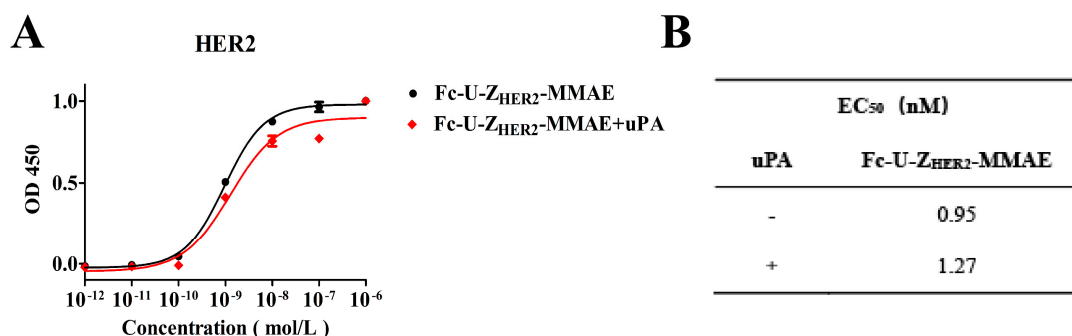 A
HER2
OD 450
1.0
0.5
0.0
10-12 10-11 10-10 10-9 10-8 10-7 10-6
Concentration ( mol/L )
Fc-U-ZHER2-MMAE
Fc-U-ZHER2-MMAE+uPA
B
EC50 (nM)
uPA Fc-U-ZHER2-MMAE
- 0.95
+ 1.27